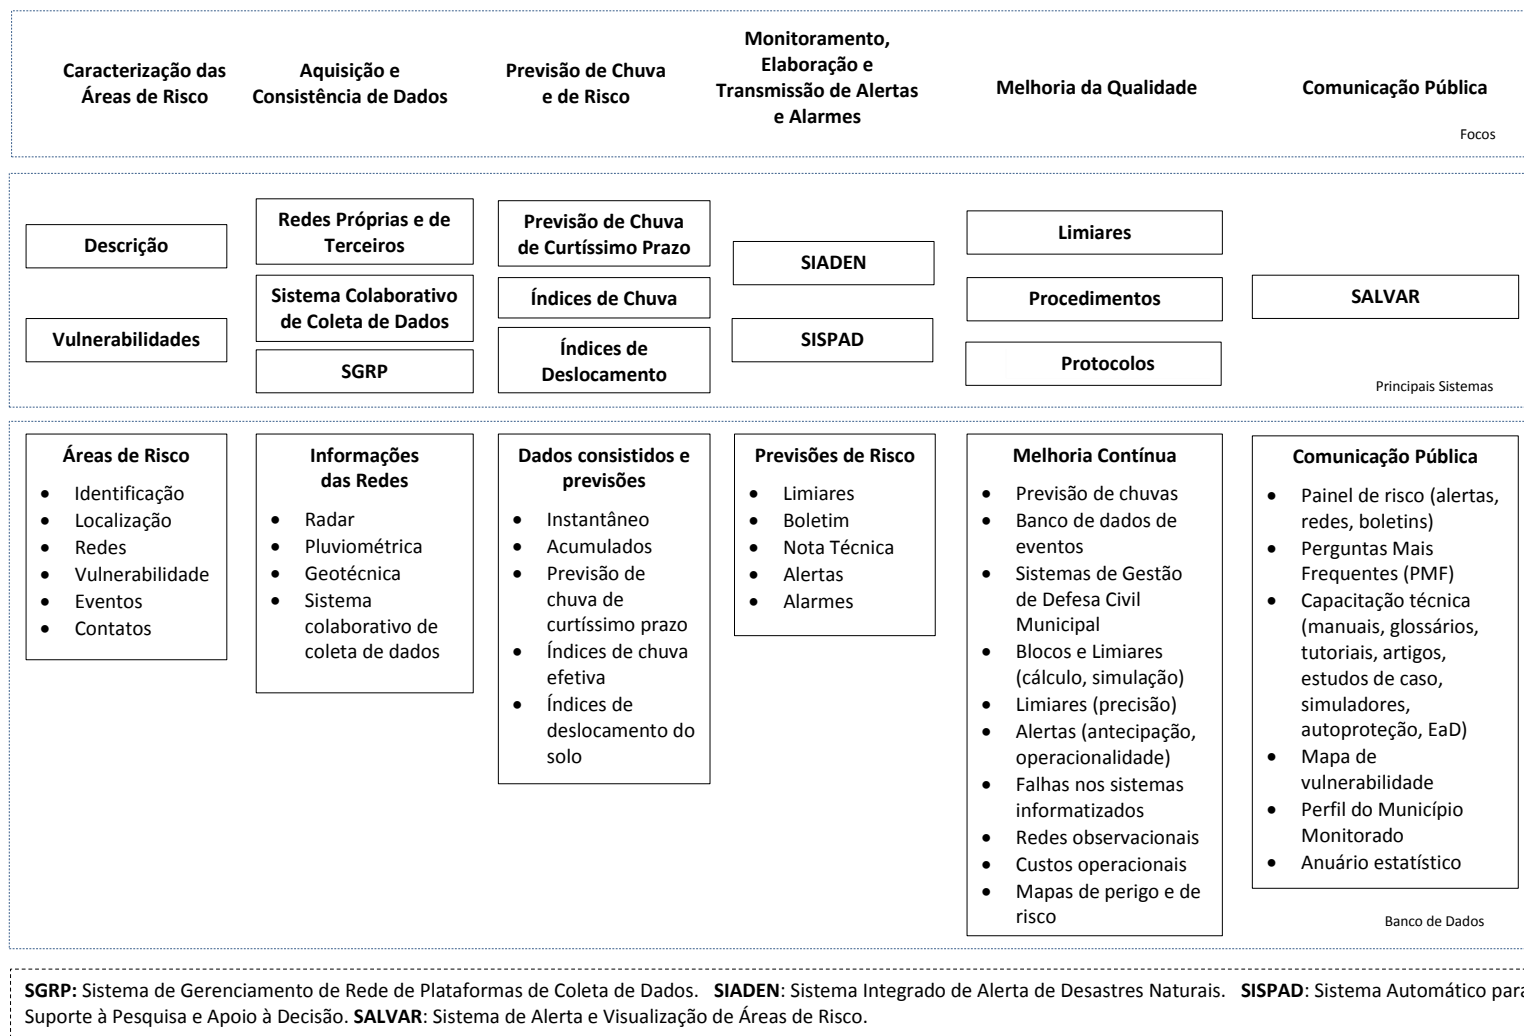 Caracterização das
Áreas de Risco
Aquisição e
Consistência de Dados
Previsão de Chuva
e de Risco
Monitoramento,
Elaboração e
Transmissão de Alertas
e Alarmes
Melhoria da Qualidade
Comunicação Pública
Focos
Descrição
Vulnerabilidades
Redes Próprias e de
Terceiros
Sistema Colaborativo
de Coleta de Dados
SGRP
Previsão de Chuva
de Curtíssimo Prazo
Índices de Chuva
Índices de
Deslocamento
SIADEN
SISPAD
Limiares
Procedimentos
Protocolos
SALVAR
Principais Sistemas
Áreas de Risco
• Identificação
• Localização
• Redes
• Vulnerabilidade
• Eventos
• Contatos
Informações
das Redes
• Radar
• Pluviométrica
• Geotécnica
• Sistema
colaborativo de
coleta de dados
Dados consistidos e
previsões
• Instantâneo
• Acumulados
• Previsão de
chuva de
curtíssimo prazo
• Índices de chuva
efetiva
• Índices de
deslocamento do
solo
Previsões de Risco
• Limiares
• Boletim
• Nota Técnica
• Alertas
• Alarmes
Melhoria Contínua
• Previsão de chuvas
• Banco de dados de
eventos
• Sistemas de Gestão
de Defesa Civil
Municipal
• Blocos e Limiares
(cálculo, simulação)
• Limiares (precisão)
• Alertas (antecipação,
operacionalidade)
• Falhas nos sistemas
informatizados
• Redes observacionais
• Custos operacionais
• Mapas de perigo e de
risco
Comunicação Pública
• Painel de risco (alertas,
redes, boletins)
• Perguntas Mais
Frequentes (PMF)
• Capacitação técnica
(manuais, glossários,
tutoriais, artigos,
estudos de caso,
simuladores,
autoproteção, EaD)
• Mapa de
vulnerabilidade
• Perfil do Município
Monitorado
• Anuário estatístico
Banco de Dados
SGRP: Sistema de Gerenciamento de Rede de Plataformas de Coleta de Dados. SIADEN: Sistema Integrado de Alerta de Desastres Naturais. SISPAD: Sistema Automático para
Suporte à Pesquisa e Apoio à Decisão. SALVAR: Sistema de Alerta e Visualização de Áreas de Risco.